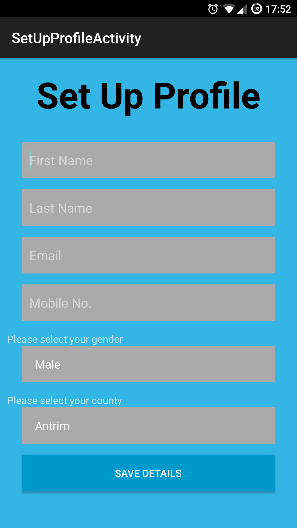 17:52
SetUpProfileActivity
Set Up Profile
First Name
Last Name
Email
Mobile No.
Please select your gender
Male
Please select your county
Antrim
SAVE DETAILS